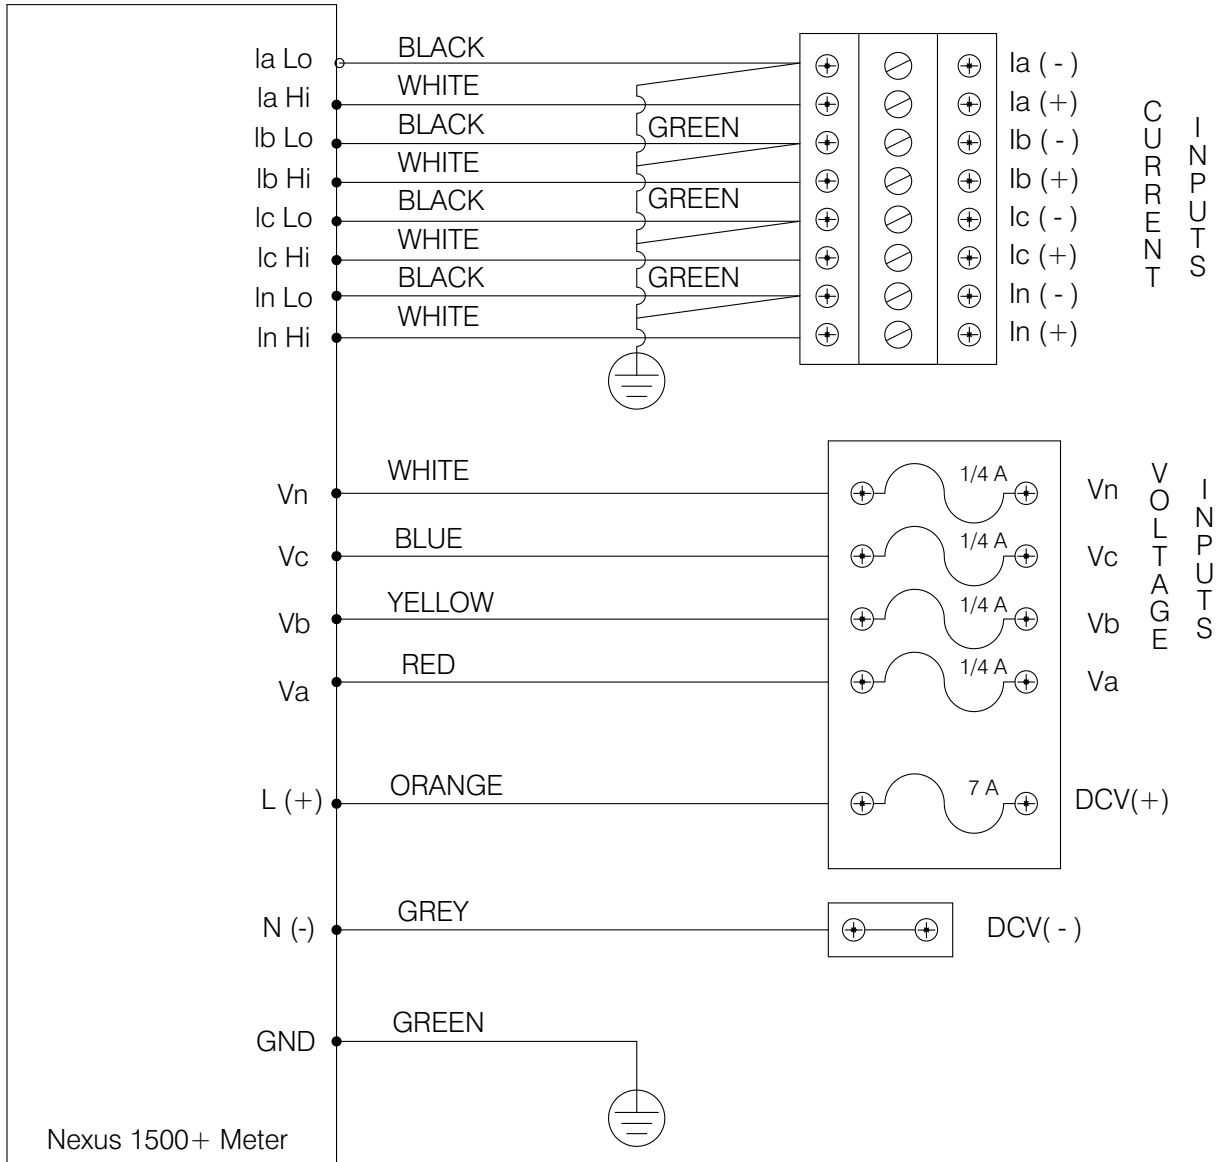 Ia Lo BLACK Ia ( - )
Ia Hi WHITE Ia (+)
Ib Lo BLACK GREEN Ib ( - )
Ib Hi WHITE Ib (+)
Ic Lo BLACK GREEN Ic ( - )
Ic Hi WHITE Ic (+)
In Lo BLACK GREEN In ( - )
In Hi WHITE In (+)
CURRENT
INPUTS
Vn WHITE 1/4 A Vn
Vc BLUE 1/4 A Vc
Vb YELLOW 1/4 A Vb
Va RED 1/4 A Va
VOLTAGE
INPUTS
L (+) ORANGE 7 A DCV(+)
N (-) GREY DCV( - )
GND GREEN
Nexus 1500+ Meter